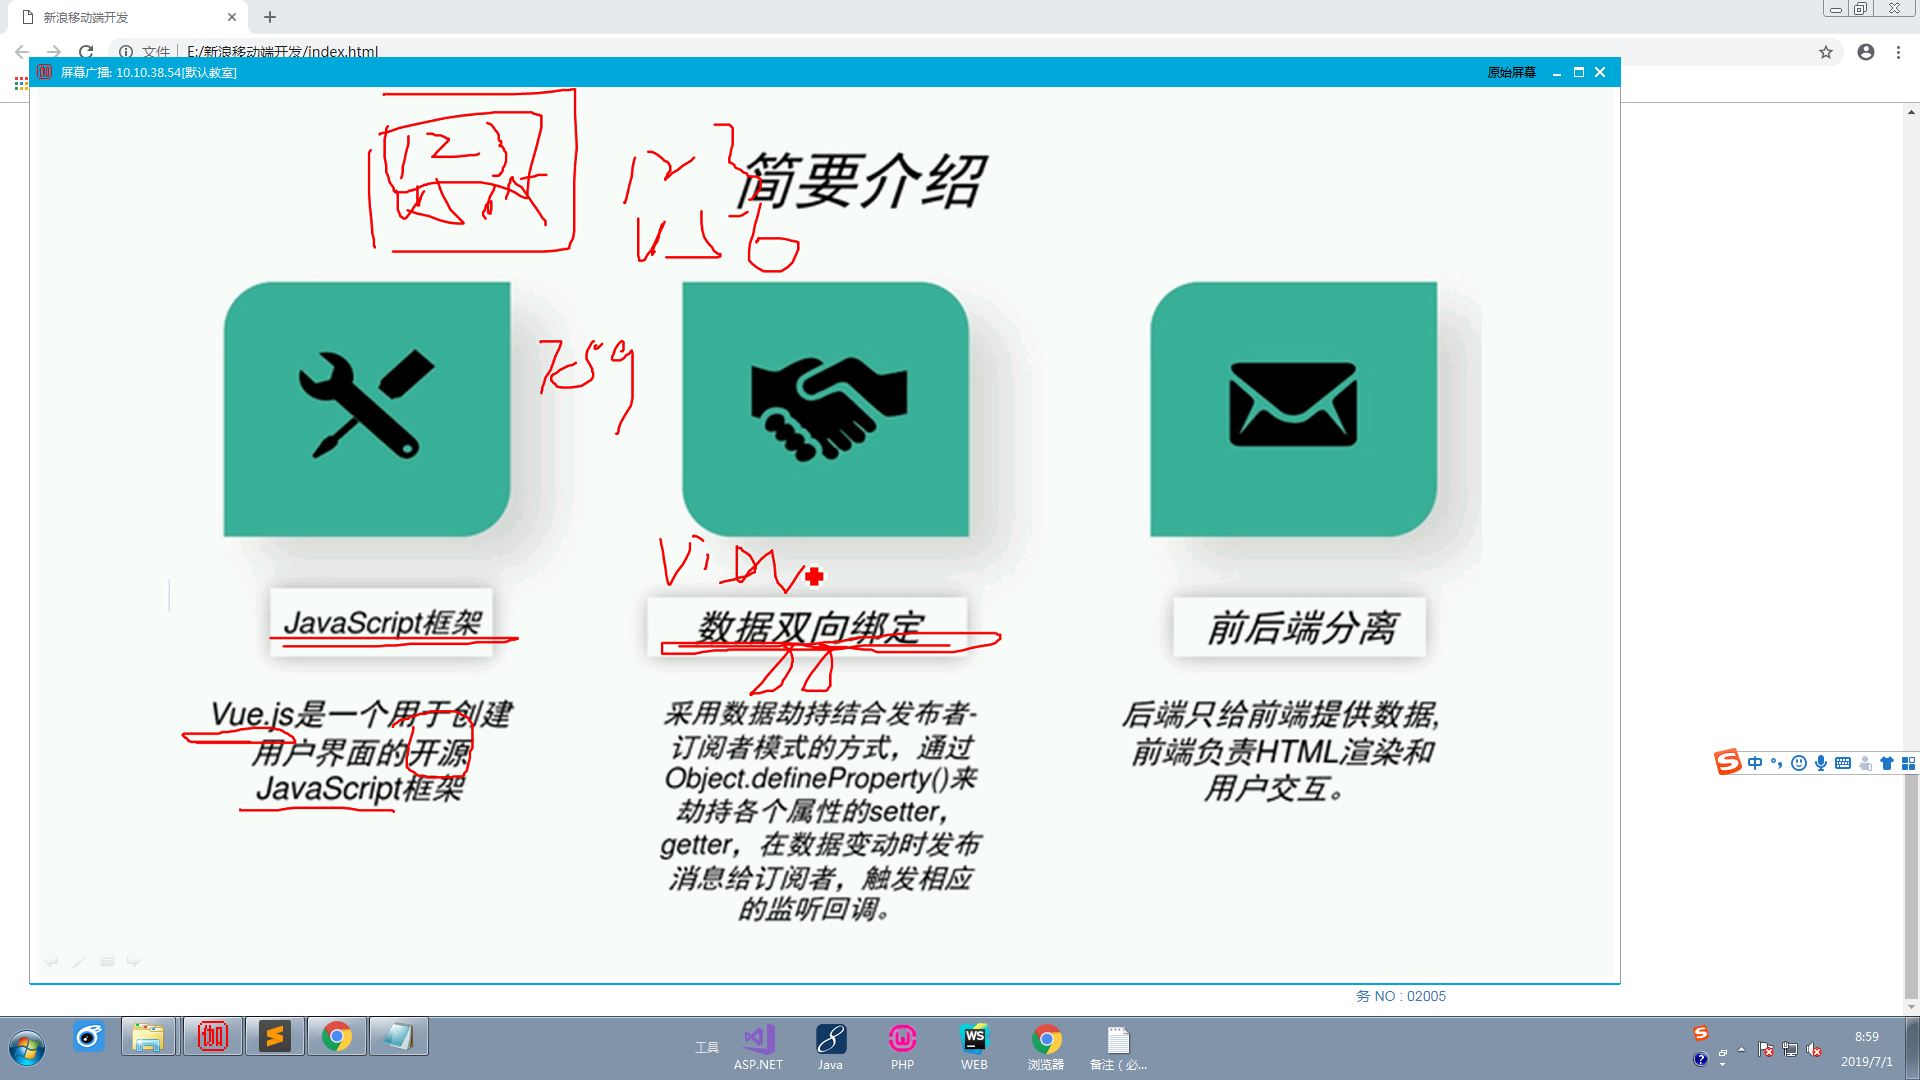 新浪移动端开发
文件 E:/新浪移动端开发/index.html
屏幕广播: 10.10.38.54[默认教室]
原始屏幕
123
123
456
789
简要介绍
JavaScript框架
数据双向绑定
前后端分离
Vue.js是一个用于创建
用户界面的开源
JavaScript框架
采用数据劫持结合发布者-
订阅者模式的方式，通过
Object.defineProperty()来
劫持各个属性的setter，
getter，在数据变动时发布
消息给订阅者，触发相应
的监听回调。
后端只给前端提供数据,
前端负责HTML渲染和
用户交互。
务 NO : 02005
中
工具
ASP.NET
Java
PHP
WS
WEB
浏览器
备注（必...
8:59
2019/7/1